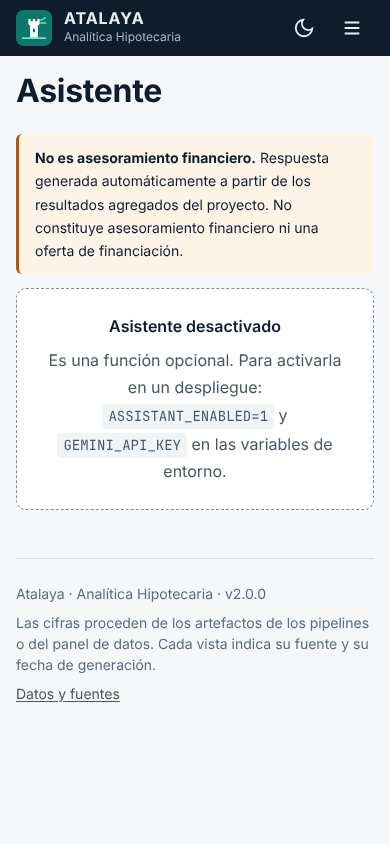 ATALAYA
Analítica Hipotecaria
Asistente
No es asesoramiento financiero. Respuesta
generada automáticamente a partir de los
resultados agregados del proyecto. No
constituye asesoramiento financiero ni una
oferta de financiación.
Asistente desactivado
Es una función opcional. Para activarla
en un despliegue:
ASSISTANT_ENABLED=1 y
GEMINI_API_KEY en las variables de
entorno.
Atalaya · Analítica Hipotecaria · v2.0.0
Las cifras proceden de los artefactos de los pipelines
o del panel de datos. Cada vista indica su fuente y su
fecha de generación.
Datos y fuentes